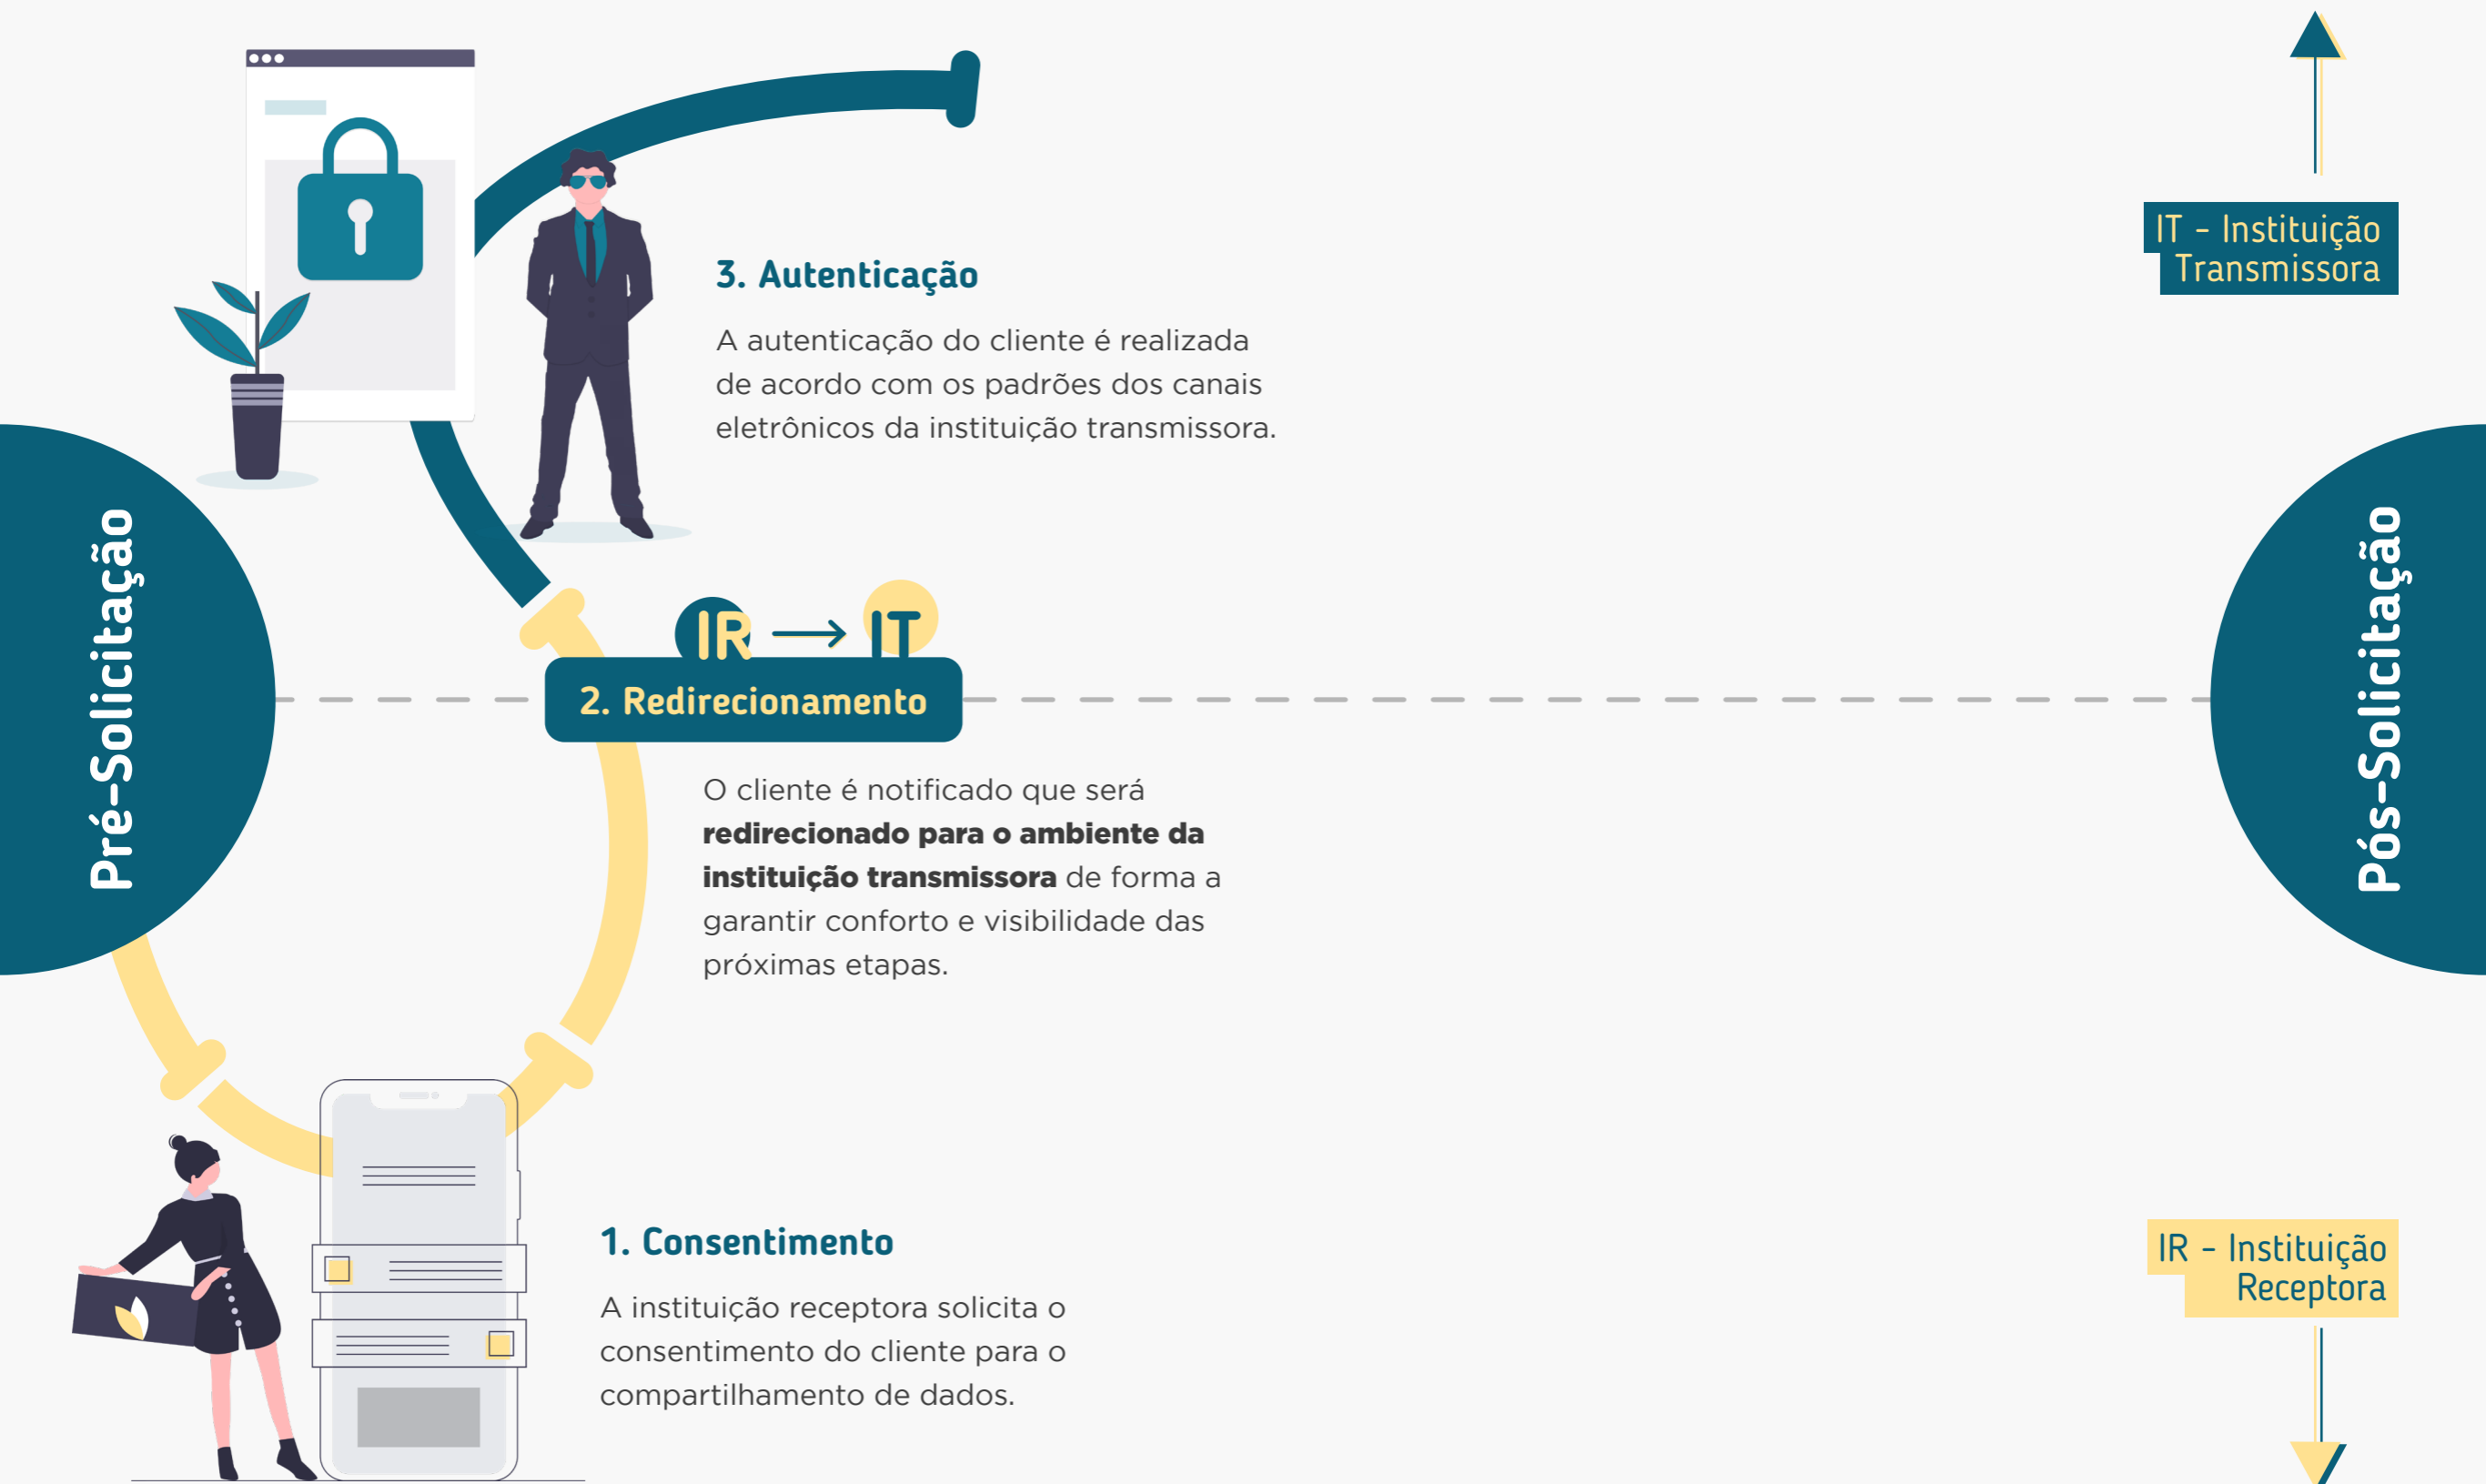 3. Autenticação
A autenticação do cliente é realizada
de acordo com os padrões dos canais
eletrônicos da instituição transmissora.
IT - Instituição
Transmissora
Pré-Solicitação
IR → IT
2. Redirecionamento
O cliente é notificado que será
redirecionado para o ambiente da
instituição transmissora de forma a
garantir conforto e visibilidade das
próximas etapas.
Pós-Solicitação
1. Consentimento
A instituição receptora solicita o
consentimento do cliente para o
compartilhamento de dados.
IR - Instituição
Receptora